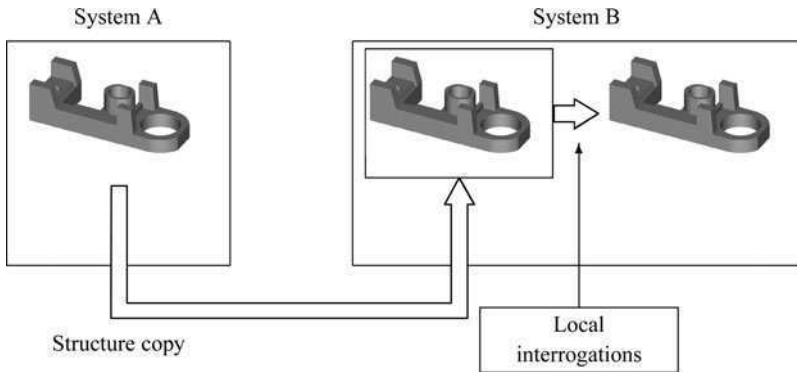 System A
System B
Structure copy
Local
interrogations